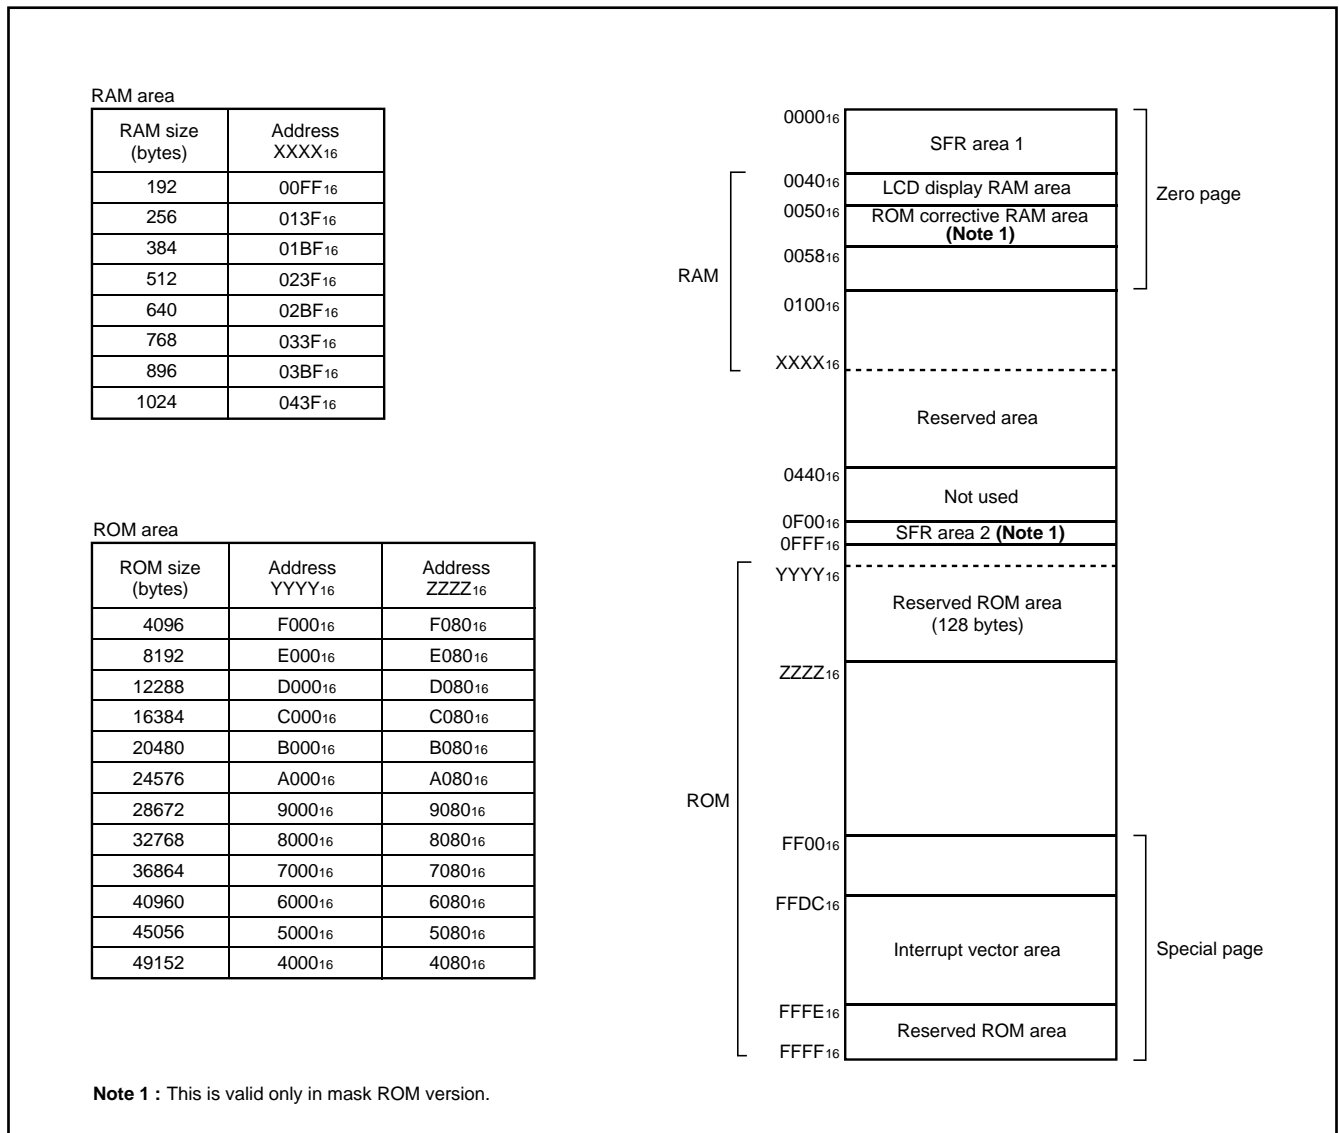 RAM area
RAM size (bytes) Address XXXX16
192 00FF16
256 013F16
384 01BF16
512 023F16
640 02BF16
768 033F16
896 03BF16
1024 043F16
ROM area
ROM size (bytes) Address YYYY16 Address ZZZZ16
4096 F00016 F08016
8192 E00016 E08016
12288 D00016 D08016
16384 C00016 C08016
20480 B00016 B08016
24576 A00016 A08016
28672 900016 908016
32768 800016 808016
36864 700016 708016
40960 600016 608016
45056 500016 508016
49152 400016 408016
000016
SFR area 1
004016
LCD display RAM area
Zero page
005016
ROM corrective RAM area
(Note 1)
005816
RAM
010016
XXXX16
Reserved area
044016
Not used
0F0016
SFR area 2 (Note 1)
0FFF16
YYYY16
Reserved ROM area
(128 bytes)
ZZZZ16
ROM
FF0016
FFDC16
Interrupt vector area
Special page
FFFE16
Reserved ROM area
FFFF16
Note 1 : This is valid only in mask ROM version.